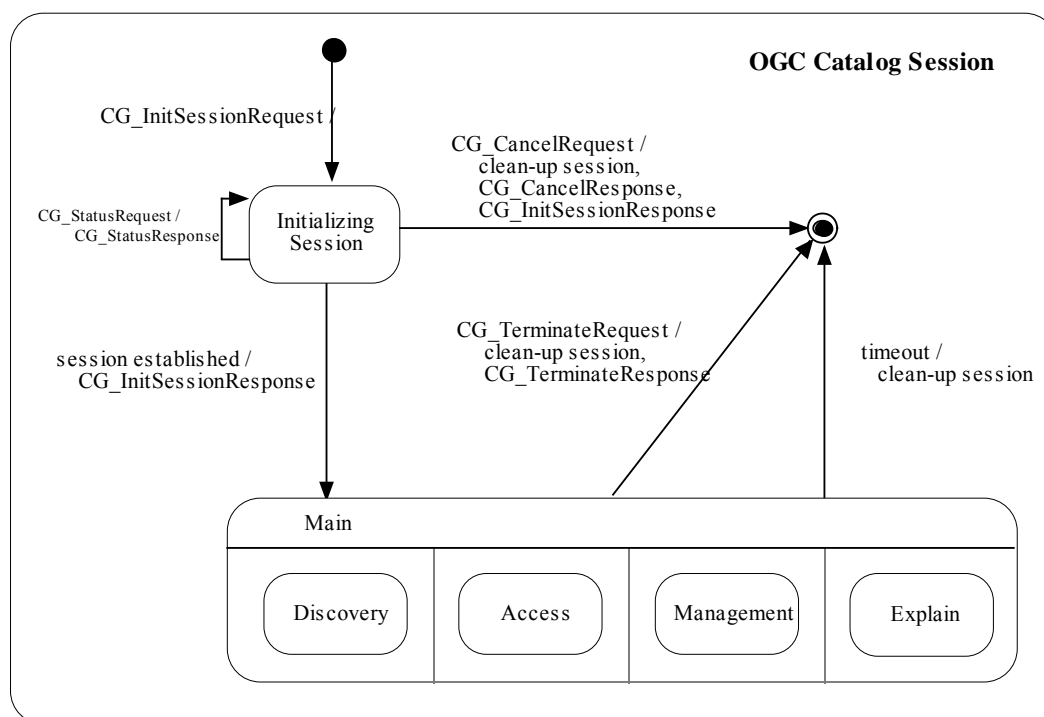 OGC Catalog Session
CG_InitSessionRequest /
CG_CancelRequest /
clean-up session,
CG_CancelResponse,
CG_InitSessionResponse
CG_StatusRequest /
CG_StatusResponse
Initializing
Session
CG_TerminateRequest /
clean-up session,
CG_TerminateResponse
timeout /
clean-up session
session established /
CG_InitSessionResponse
Main
Discovery
Access
Management
Explain